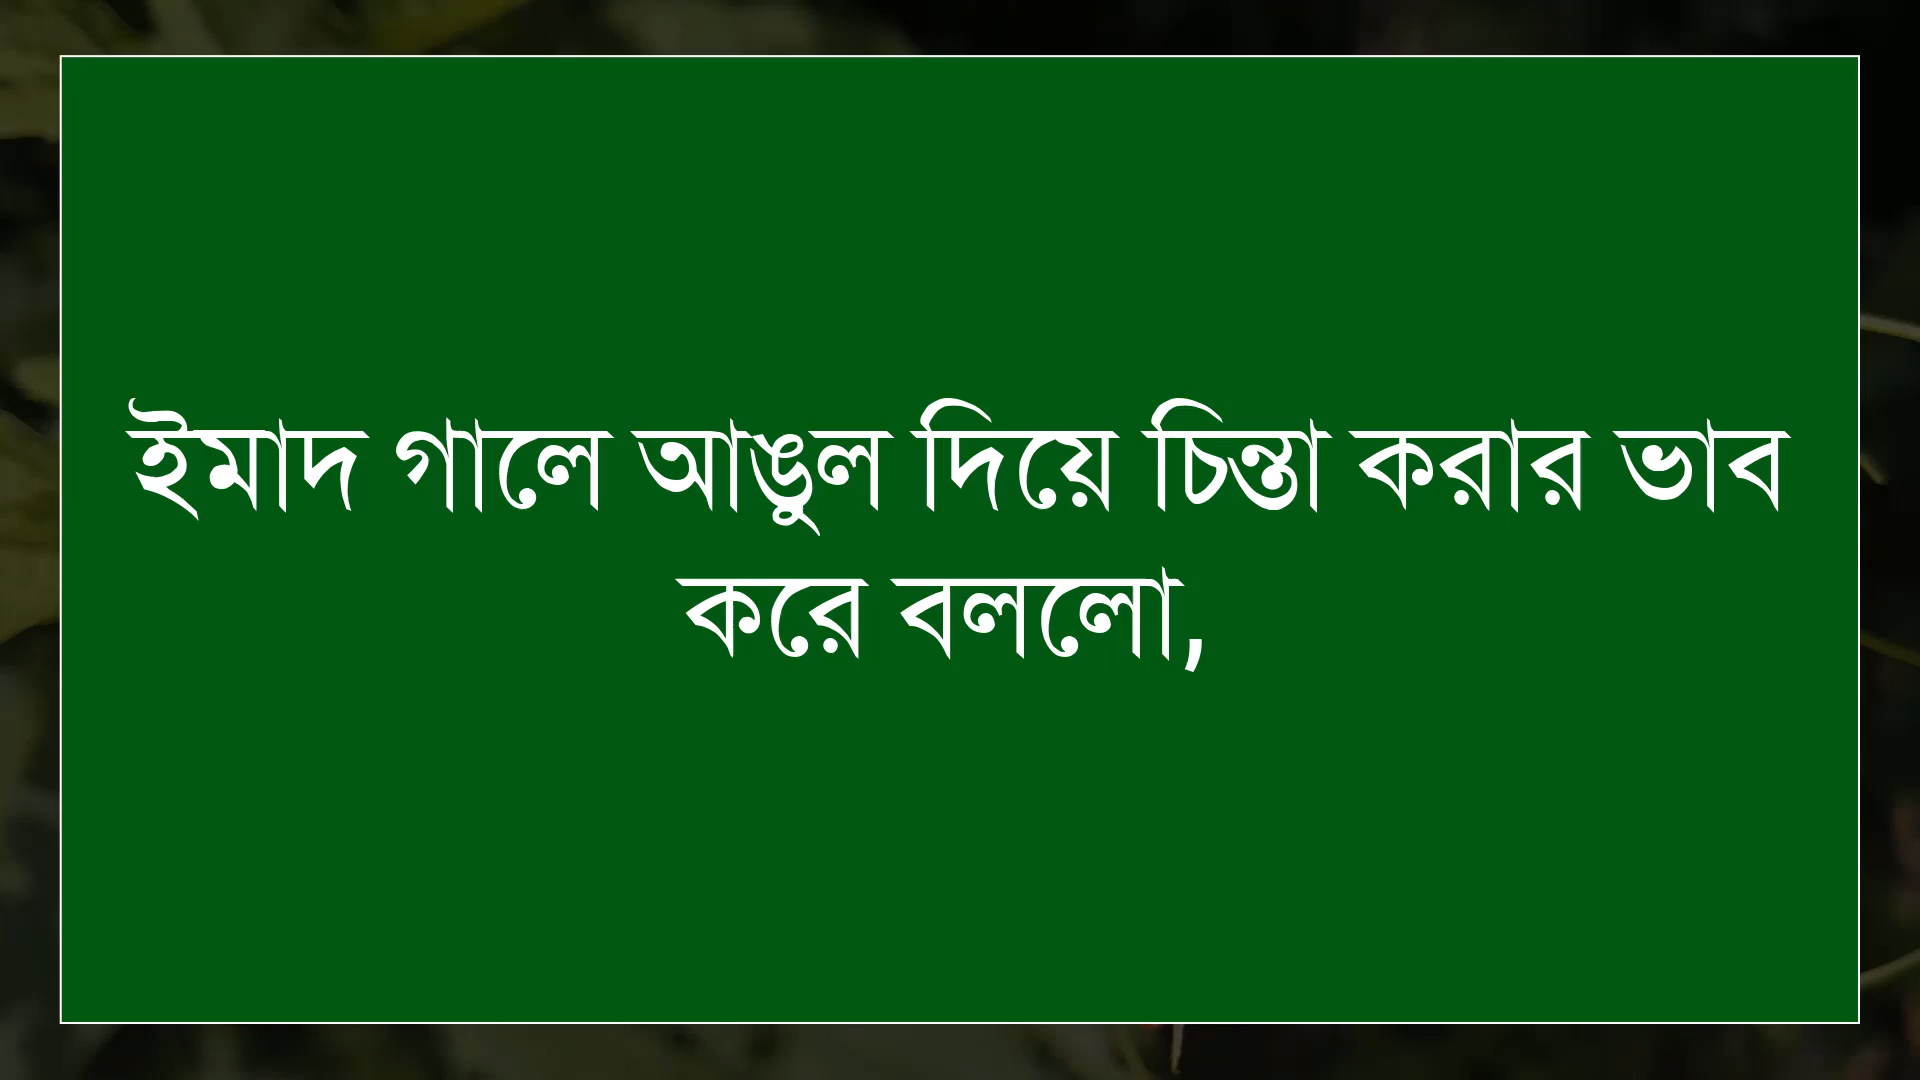 ইমাদ গালে আঙুল দিয়ে চিন্তা করার ভাব
করে বললো,